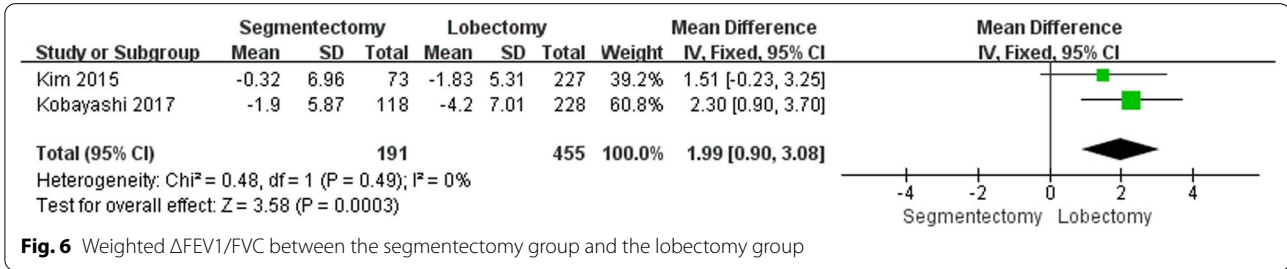 Segmentectomy Lobectomy Mean Difference Mean Difference
Study or Subgroup Mean SD Total Mean SD Total Weight IV, Fixed, 95% CI IV, Fixed, 95% CI
Kim 2015 -0.32 6.96 73 -1.83 5.31 227 39.2% 1.51 [-0.23, 3.25]
Kobayashi 2017 -1.9 5.87 118 -4.2 7.01 228 60.8% 2.30 [0.90, 3.70]
Total (95% CI) 191 455 100.0% 1.99 [0.90, 3.08]
Heterogeneity: Chi² = 0.48, df = 1 (P = 0.49); I² = 0%
Test for overall effect: Z = 3.58 (P = 0.0003)
-4 -2 0 2 4
Segmentectomy Lobectomy
Fig. 6 Weighted ΔFEV1/FVC between the segmentectomy group and the lobectomy group